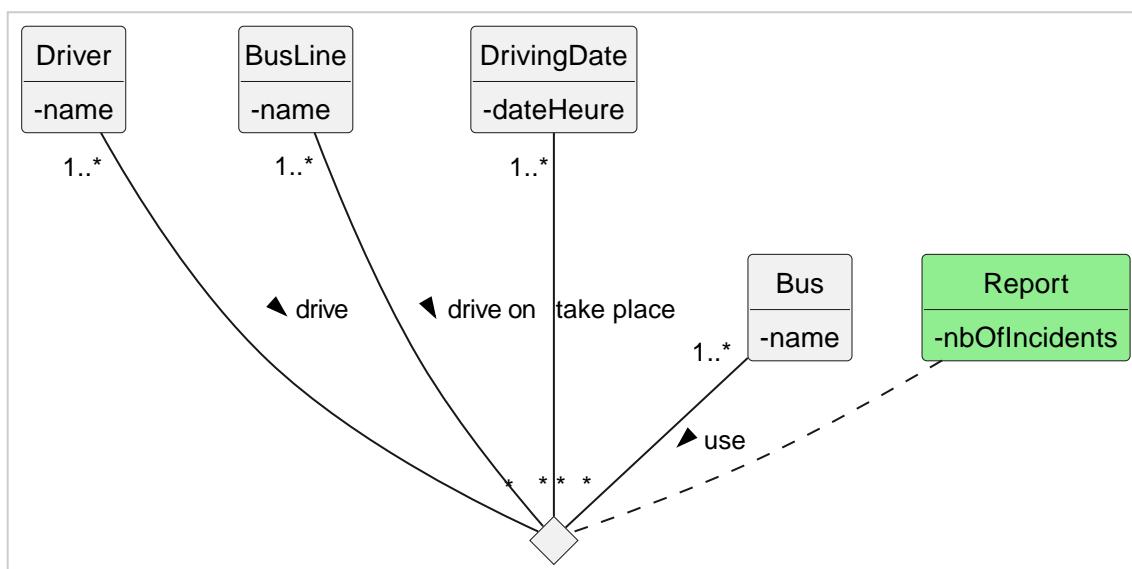 Driver
-name
BusLine
-name
DrivingDate
-dateHeure
1..*
1..*
1..*
Bus
-name
Report
-nbOfIncidents
drive
drive on
take place
1..*
use
*
*
*
*